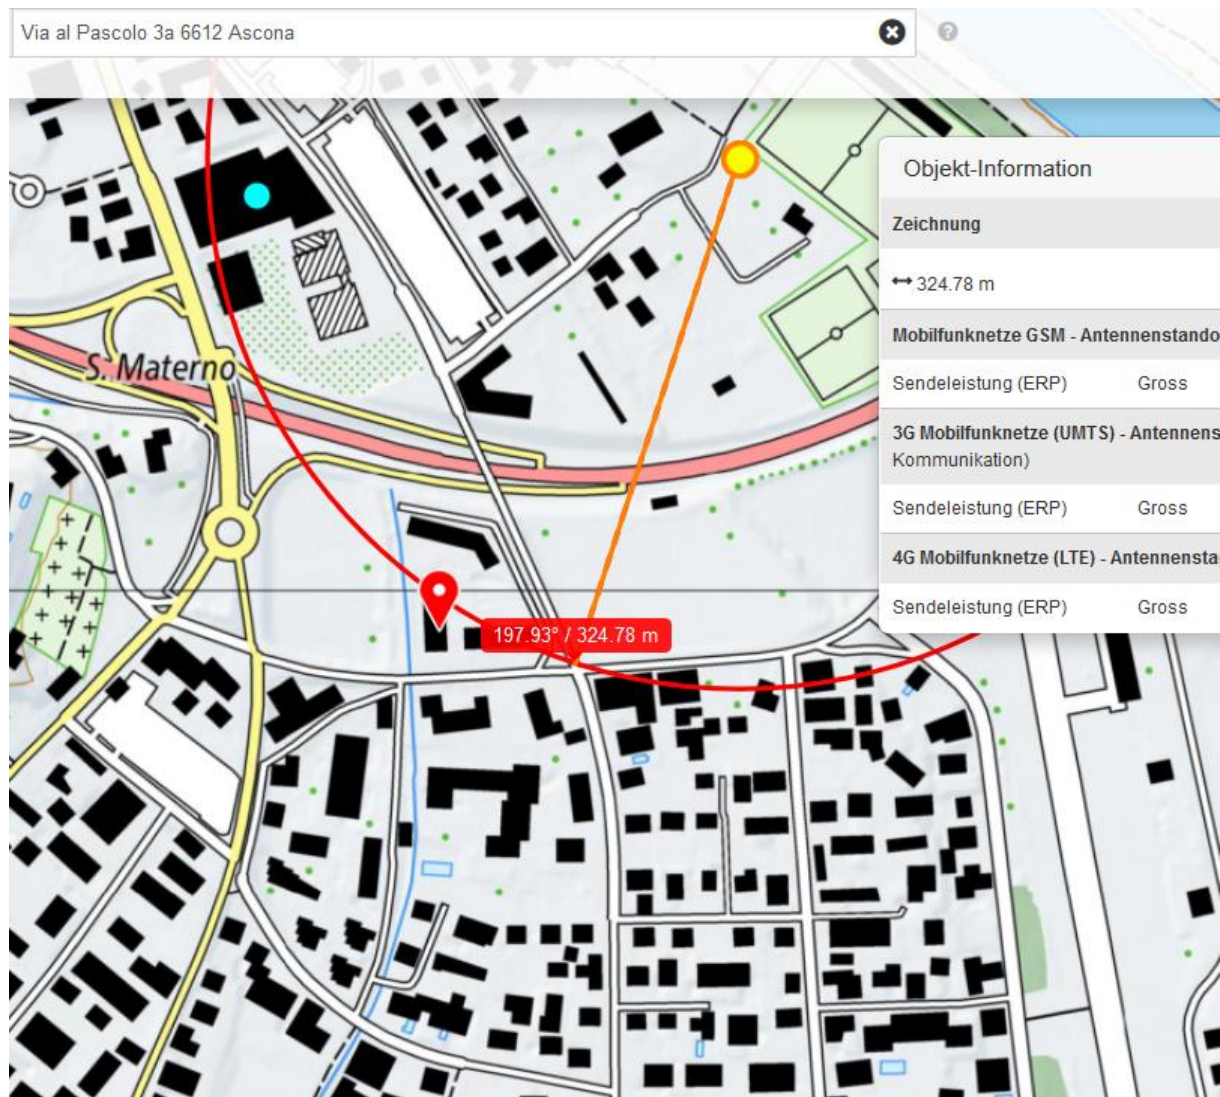 Via al Pascolo 3a 6612 Ascona
?
Objekt-Information
Zeichnung
324.78 m
Mobilfunknetze GSM - Antennenstando
Sendeleistung (ERP) Gross
3G Mobilfunknetze (UMTS) - Antennens
Kommunikation)
Sendeleistung (ERP) Gross
4G Mobilfunknetze (LTE) - Antennensta
Sendeleistung (ERP) Gross
S. Materno
197.93° / 324.78 m